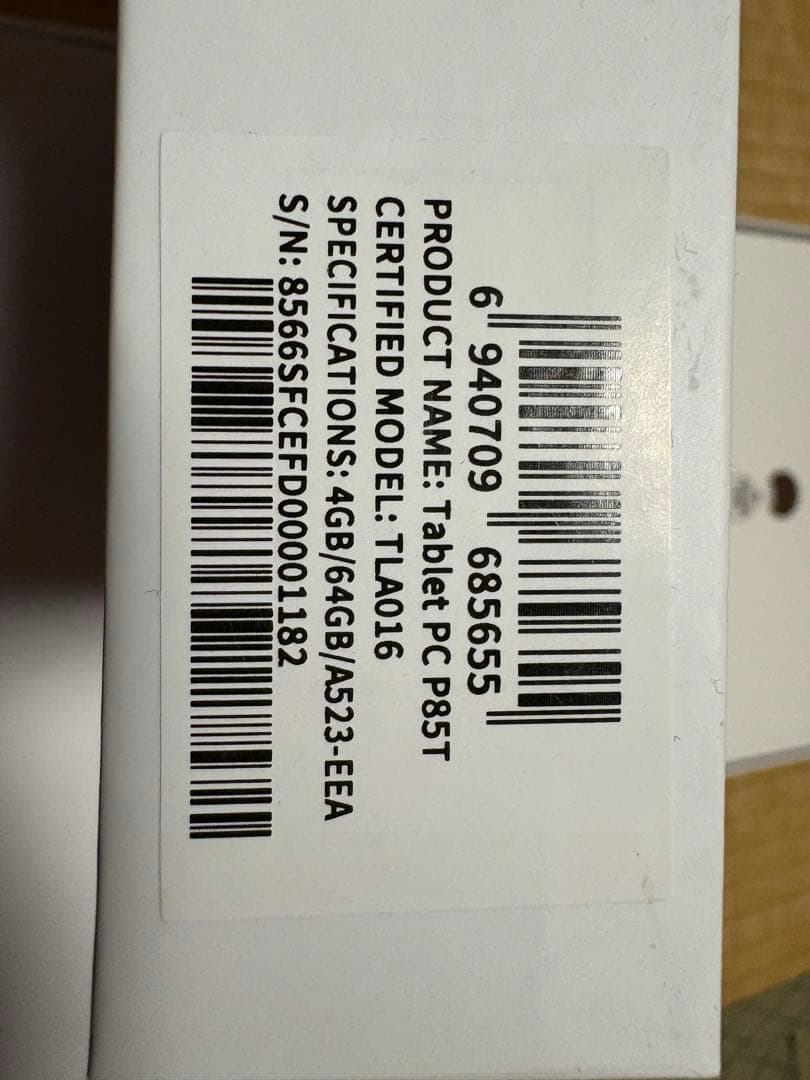 6 940709 685655
PRODUCT NAME: Tablet PC P85T
CERTIFIED MODEL: TLA016
SPECIFICATIONS: 4GB/64GB/A523-EEA
S/N: 8566SFCEFD00001182